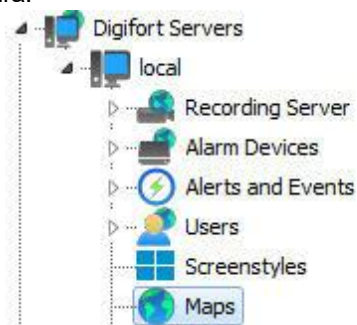 Digifort Servers
local
Recording Server
Alarm Devices
Alerts and Events
Users
Screenstyles
Maps